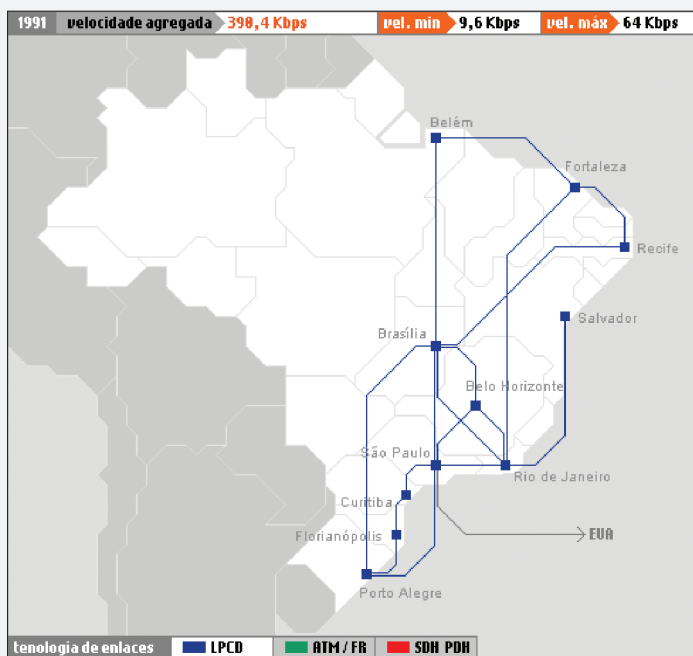 1991 velocidade agregada 390,4 Kbps vel. min 9,6 Kbps vel. máx 64 Kbps
Belém
Fortaleza
Recife
Salvador
Brasília
Belo Horizonte
São Paulo
Rio de Janeiro
Curitiba
Florianópolis
EUA
Porto Alegre
tenologia de enlaces LPCD ATM / FR SDH PDH